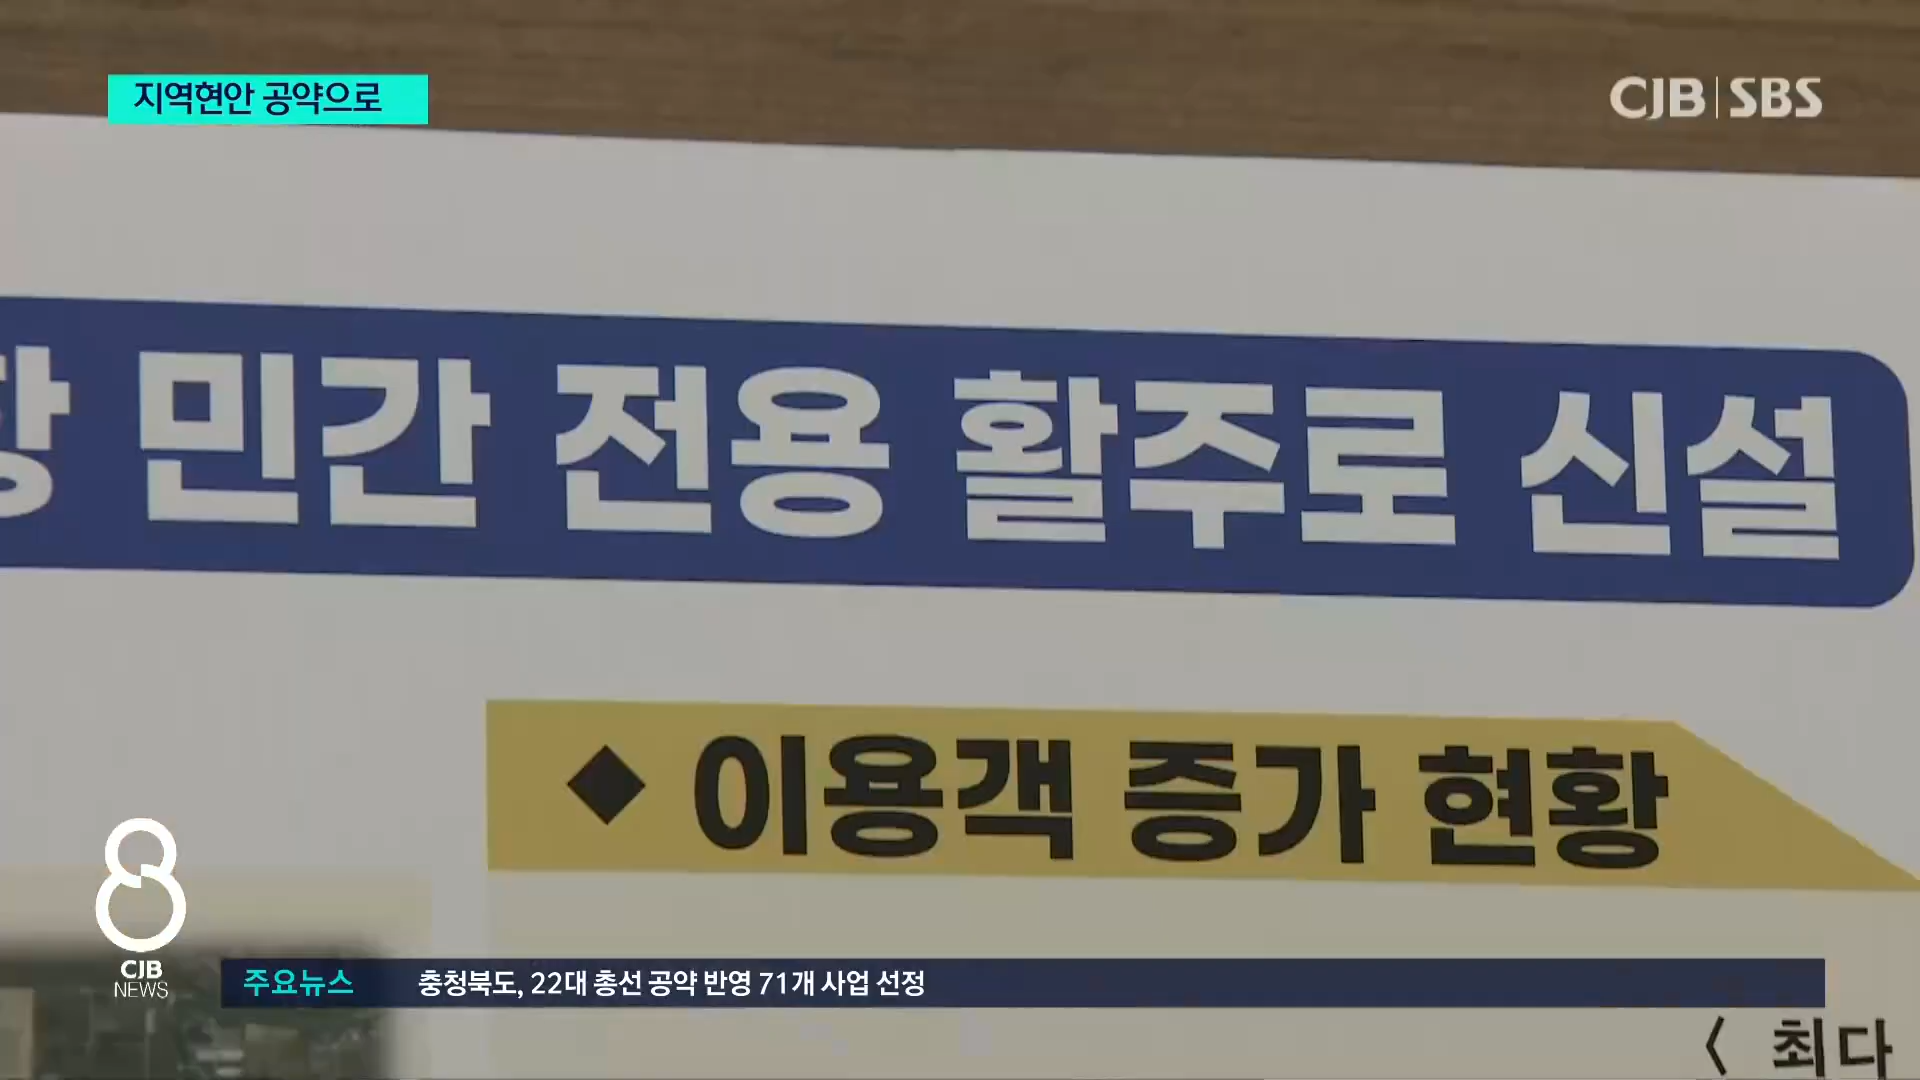 지역현안 공약으로
CJB | SBS
민간 전용 활주로 신설
◆ 이용객 증가 현황
8
CJB
NEWS
주요뉴스 충청북도, 22대 총선 공약 반영 71개 사업 선정
< 최다